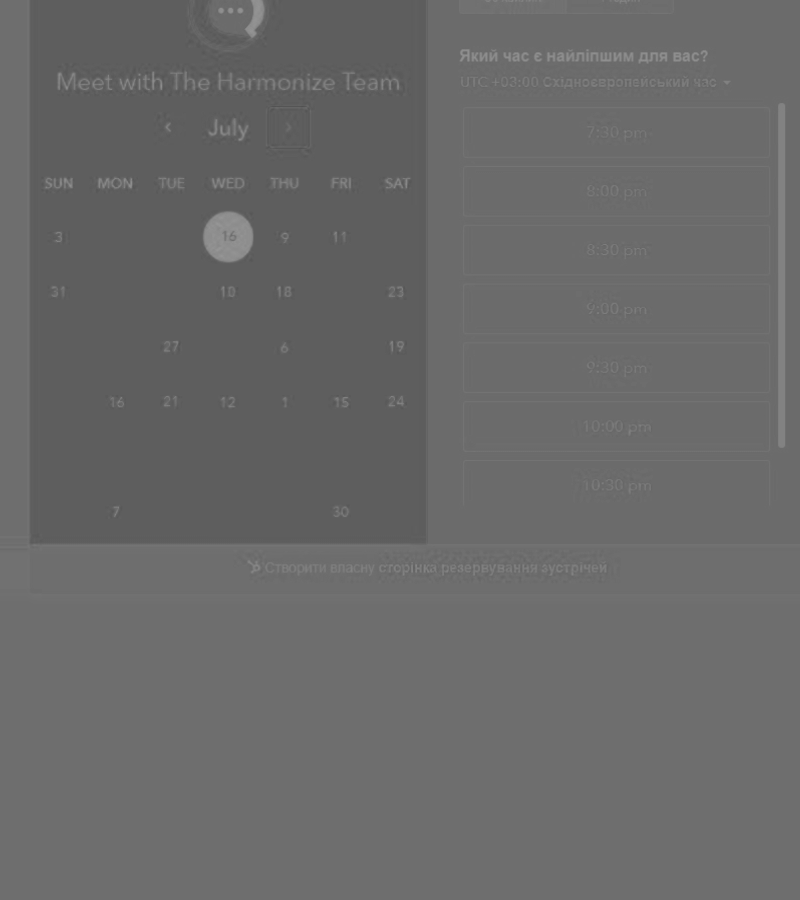 Meet with The Harmonize Team
July
SUN MON TUE WED THU FRI SAT
3 16 9 11
31 10 18 23
27 6 19
16 21 12 1 15 24
7 30
Який час є найліпшим для вас?
UTC +03:00 Східноєвропейський час
7:30 pm
8:00 pm
8:30 pm
9:00 pm
9:30 pm
10:00 pm
10:30 pm
Створити власну сторінка резервування зустрічей